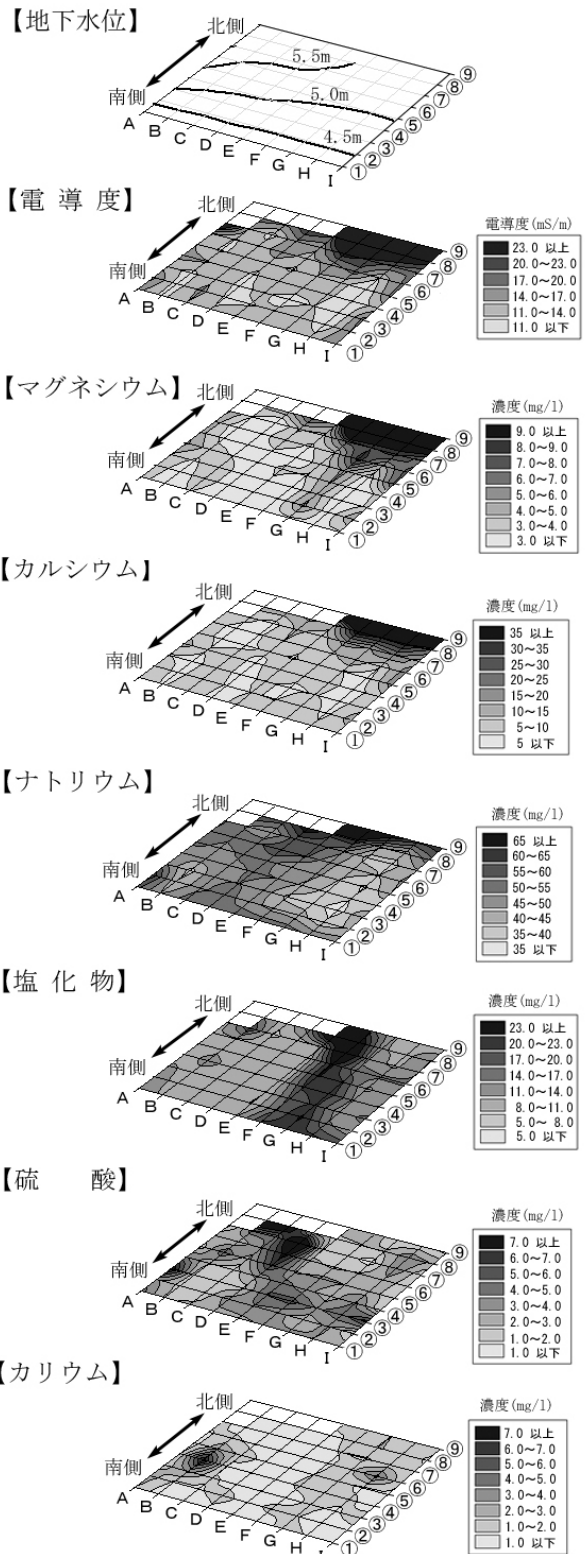 【地下水位】
北側
南側
5.5m
5.0m
4.5m
A B C D E F G H I
①②③④⑤⑥⑦⑧⑨
【電 導 度】
北側
南側
A B C D E F G H I
①②③④⑤⑥⑦⑧⑨
電導度(mS/m)
23.0 以上
20.0～23.0
17.0～20.0
14.0～17.0
11.0～14.0
11.0 以下
【マグネシウム】
北側
南側
A B C D E F G H I
①②③④⑤⑥⑦⑧⑨
濃度(mg/l)
9.0 以上
8.0～9.0
7.0～8.0
6.0～7.0
5.0～6.0
4.0～5.0
3.0～4.0
3.0 以下
【カルシウム】
北側
南側
A B C D E F G H I
①②③④⑤⑥⑦⑧⑨
濃度(mg/l)
35 以上
30～35
25～30
20～25
15～20
10～15
5～10
5 以下
【ナトリウム】
北側
南側
A B C D E F G H I
①②③④⑤⑥⑦⑧⑨
濃度(mg/l)
65 以上
60～65
55～60
50～55
45～50
40～45
35～40
35 以下
【塩 化 物】
北側
南側
A B C D E F G H I
①②③④⑤⑥⑦⑧⑨
濃度(mg/l)
23.0 以上
20.0～23.0
17.0～20.0
14.0～17.0
11.0～14.0
8.0～11.0
5.0～ 8.0
5.0 以下
【硫 酸】
北側
南側
A B C D E F G H I
①②③④⑤⑥⑦⑧⑨
濃度(mg/l)
7.0 以上
6.0～7.0
5.0～6.0
4.0～5.0
3.0～4.0
2.0～3.0
1.0～2.0
1.0 以下
【カリウム】
北側
南側
A B C D E F G H I
①②③④⑤⑥⑦⑧⑨
濃度(mg/l)
7.0 以上
6.0～7.0
5.0～6.0
4.0～5.0
3.0～4.0
2.0～3.0
1.0～2.0
1.0 以下